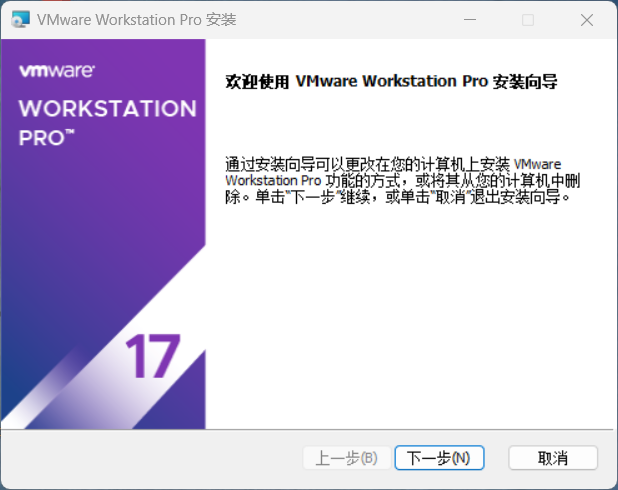 VMware Workstation Pro 安装
vmware
WORKSTATION
PRO™
17
欢迎使用 VMware Workstation Pro 安装向导
通过安装向导可以更改在您的计算机上安装 VMware
Workstation Pro 功能的方式，或将其从您的计算机中删
除。单击“下一步”继续，或单击“取消”退出安装向导。
上一步(B)
下一步(N)
取消